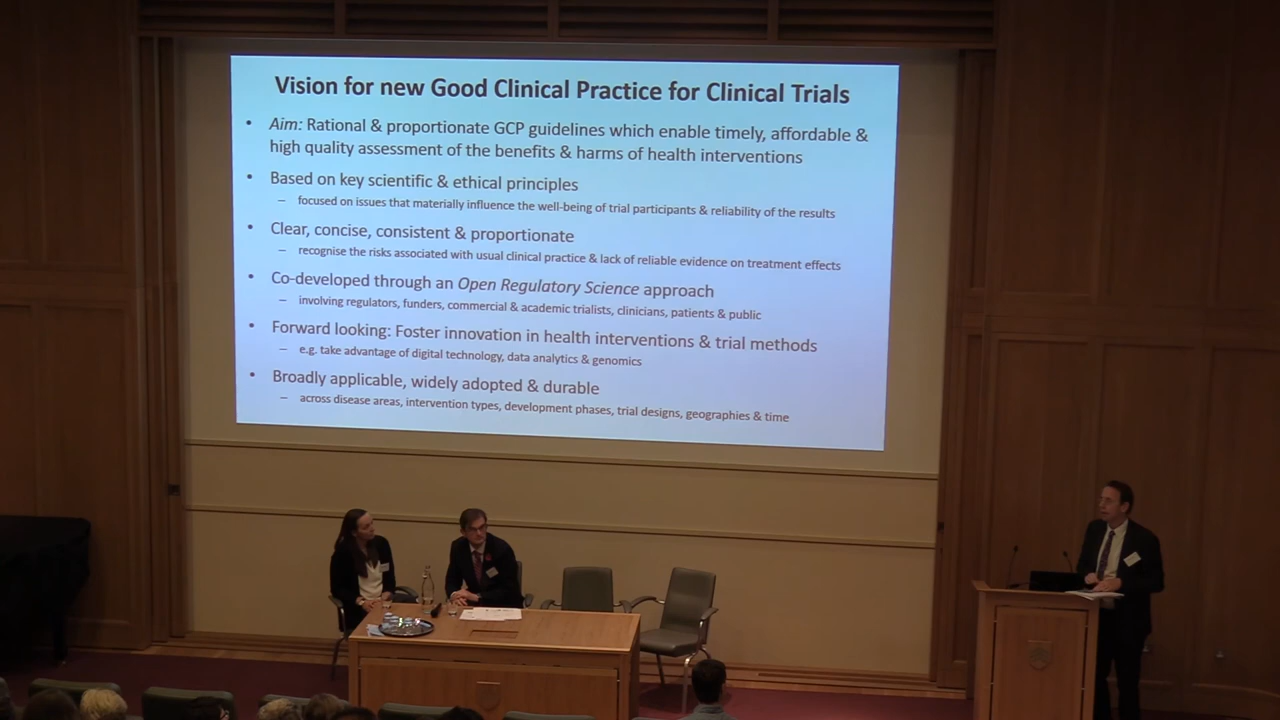 Vision for new Good Clinical Practice for Clinical Trials
• Aim: Rational & proportionate GCP guidelines which enable timely, affordable &
high quality assessment of the benefits & harms of health interventions
• Based on key scientific & ethical principles
– focused on issues that materially influence the well-being of trial participants & reliability of the results
• Clear, concise, consistent & proportionate
– recognise the risks associated with usual clinical practice & lack of reliable evidence on treatment effects
• Co-developed through an Open Regulatory Science approach
– involving regulators, funders, commercial & academic trialists, clinicians, patients & public
• Forward looking: Foster innovation in health interventions & trial methods
– e.g. take advantage of digital technology, data analytics & genomics
• Broadly applicable, widely adopted & durable
– across disease areas, intervention types, development phases, trial designs, geographies & time